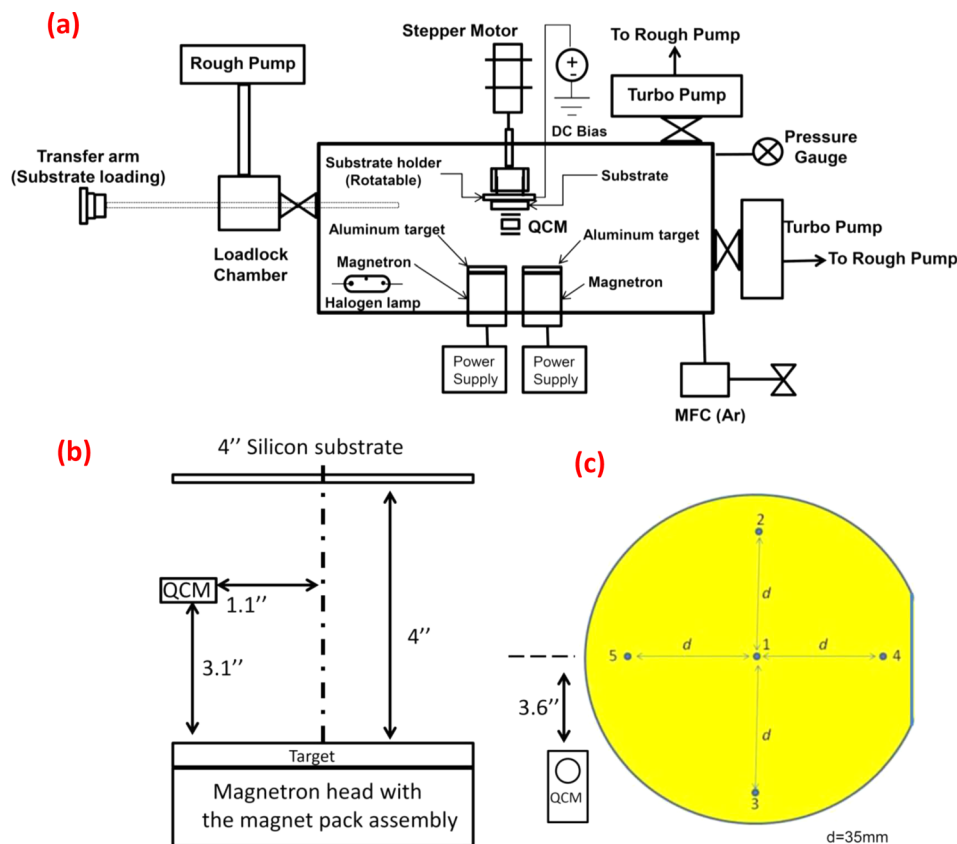 (a)
Stepper Motor
To Rough Pump
Rough Pump
+
-
Turbo Pump
DC Bias
Pressure
Gauge
Transfer arm
(Substrate loading)
Substrate holder
(Rotatable)
Substrate
QCM
Turbo Pump
Loadlock
Chamber
Aluminum target
Aluminum target
To Rough Pump
Magnetron
Magnetron
Halogen lamp
Power
Supply
Power
Supply
MFC (Ar)
(b)
4’’ Silicon substrate
QCM
1.1’’
4’’
3.1’’
Target
Magnetron head with
the magnet pack assembly
(c)
2
d
1
5
d
d
4
3.6’’
d
QCM
3
d=35mm